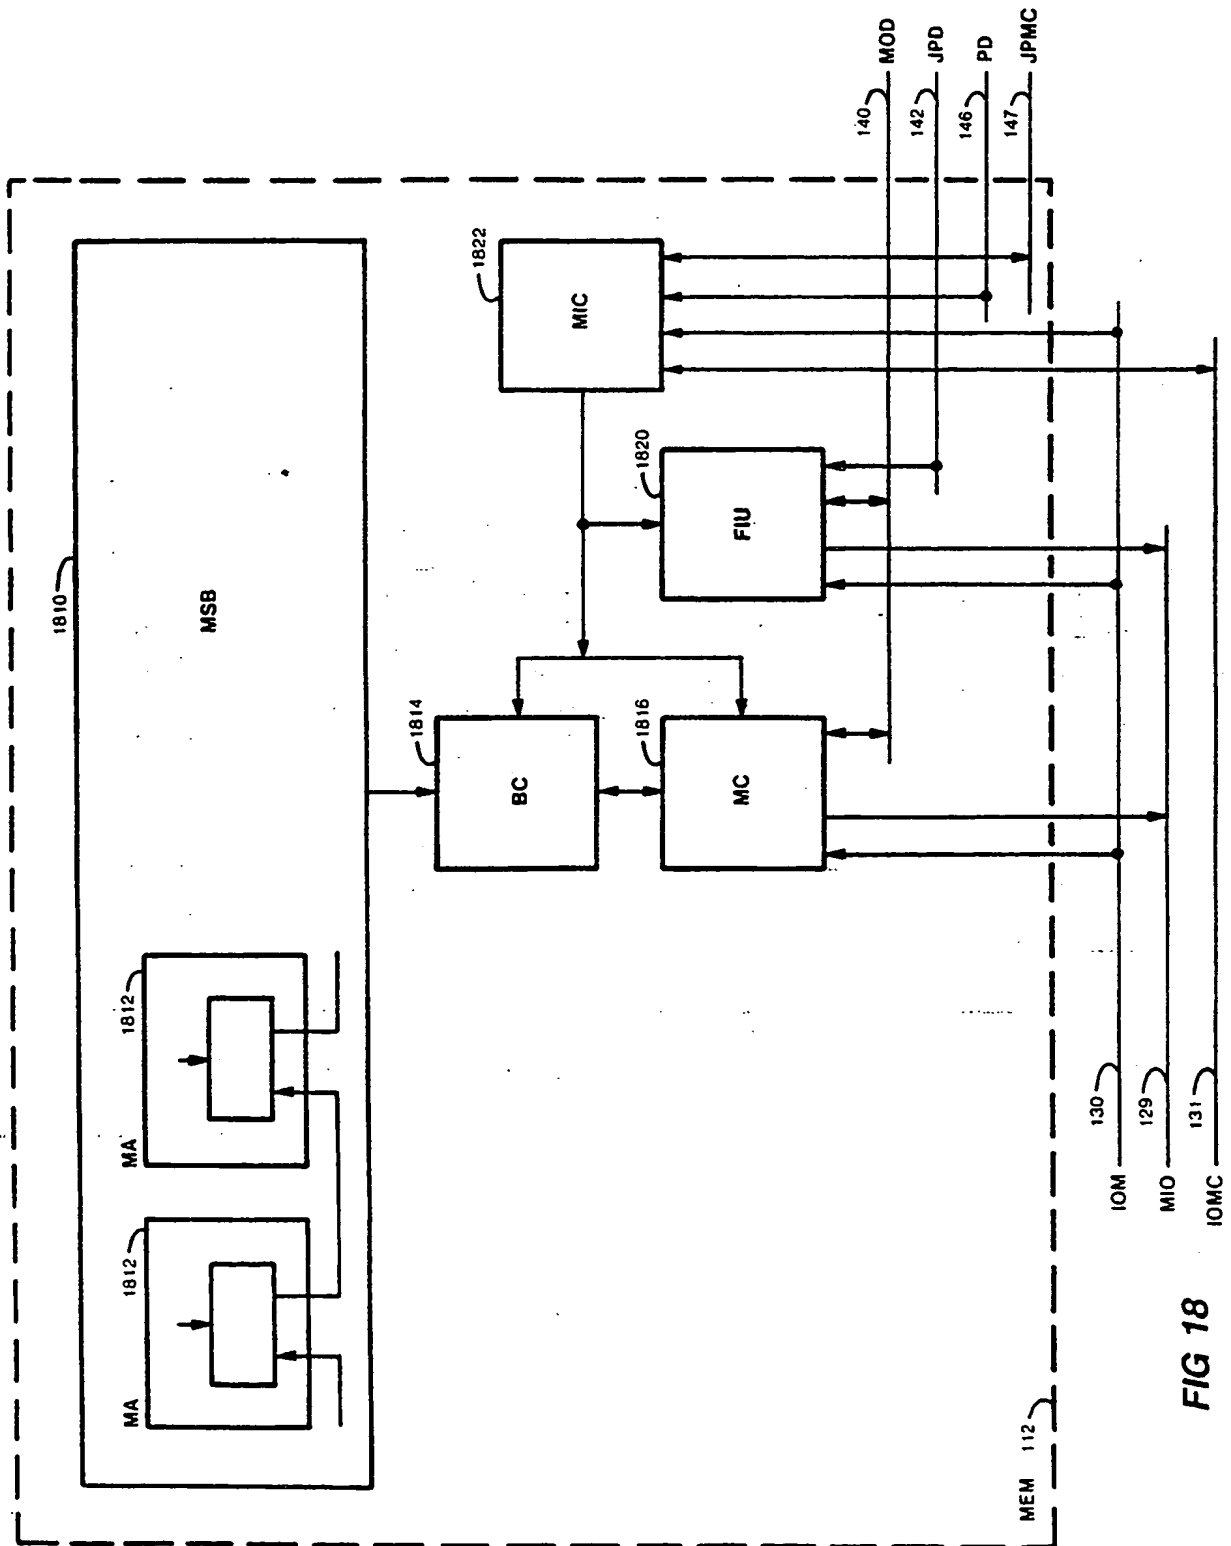 MEM 112
MSB
1810
MA
1812
MA
1812
BC
1814
MC
1816
FIU
1820
MIC
1822
140 MOD
142 JPD
146 PD
147 JPMC
IOM 130
MIO 129
IOMC 131
FIG 18